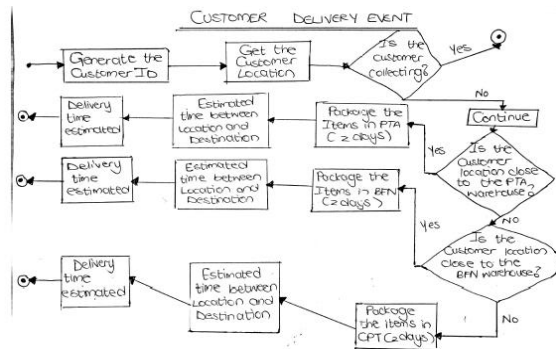 CUSTOMER DELIVERY EVENT
Generate the
Customer ID
Get the
Customer
Location
Is
the
customer
collecting?
Yes
No
Continue
Delivery
time
estimated
Estimated
time between
Location and
Destination
Package
the
Items in PTA
(2 days)
Yes
Is the
Customer
location close
to the PTA
warehouse?
No
Delivery
time
estimated
Estimated
time between
Location and
Destination
Package the
Items in BFN
(2 days)
Yes
Is the
Customer location
close to the
BFN warehouse?
No
Delivery
time
estimated
Estimated
time between
Location and
Destination
Package
the items in
CPT (2 days)